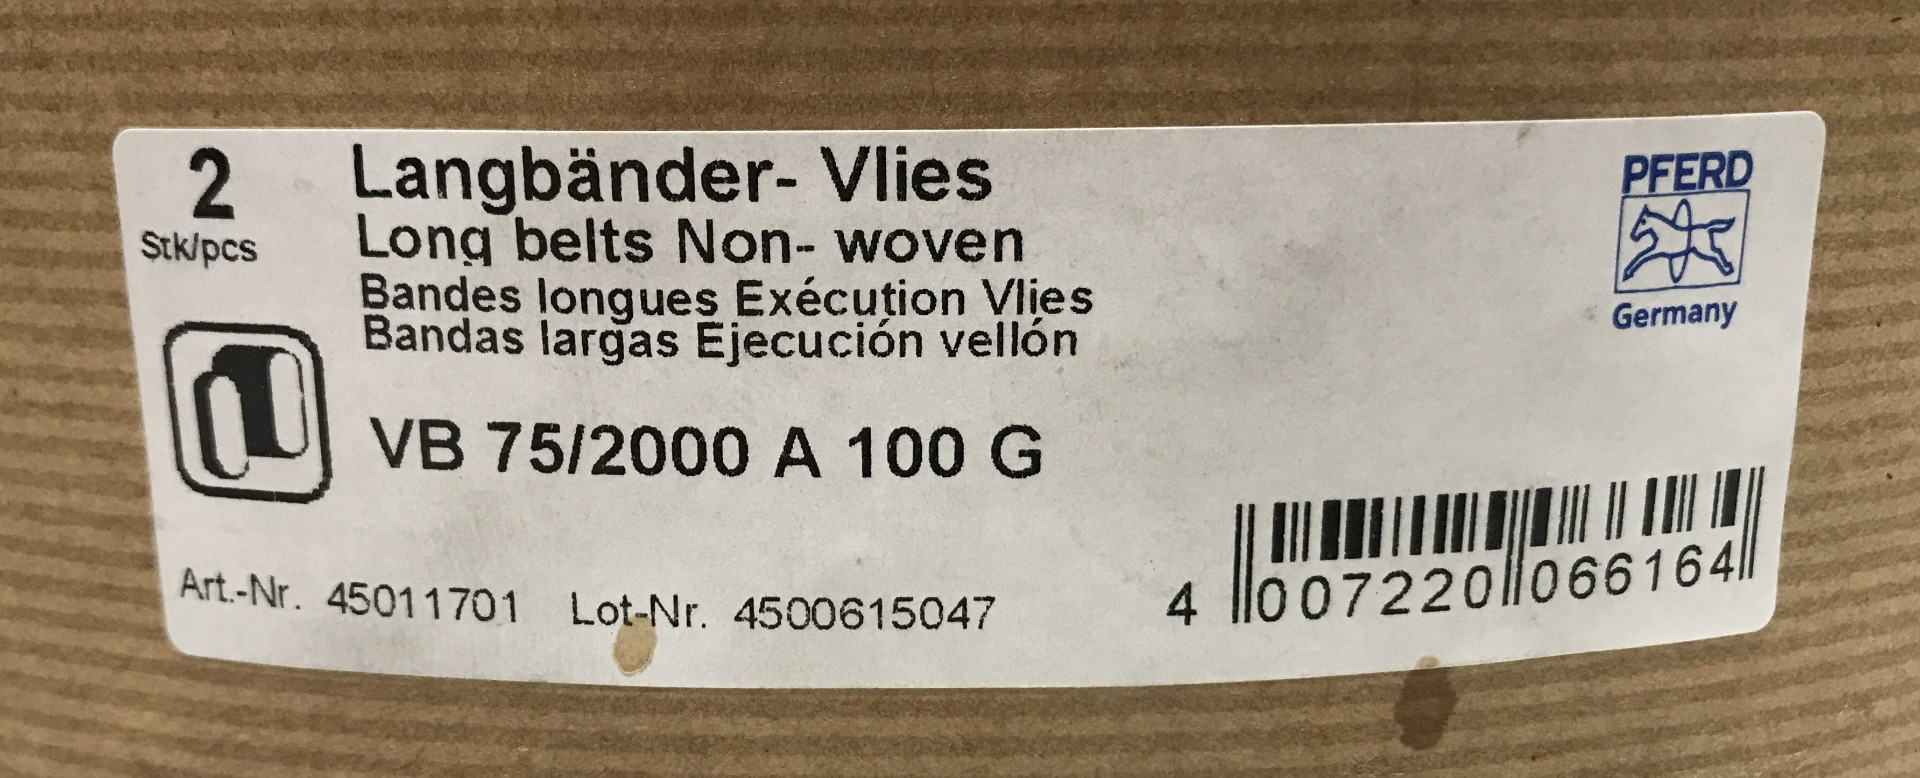 2
Stk/pcs
Langbänder- Vlies
Long belts Non- woven
Bandes longues Exécution Vlies
Bandas largas Ejecución vellón
VB 75/2000 A 100 G
Art.-Nr. 45011701 Lot-Nr. 4500615047
PFERD
Germany
4 007220 066164